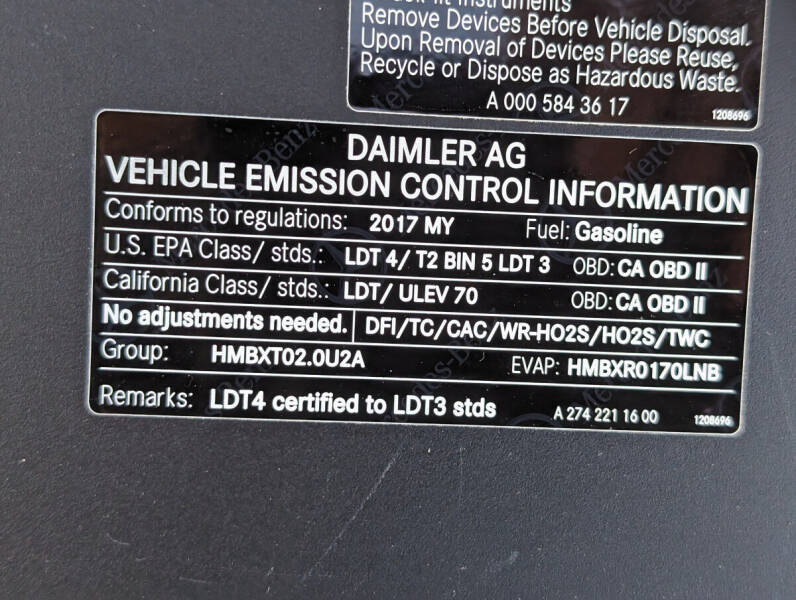 Instruments
Remove Devices Before Vehicle Disposal.
Upon Removal of Devices Please Reuse,
Recycle or Dispose as Hazardous Waste.
A 000 584 36 17 1208696
DAIMLER AG
VEHICLE EMISSION CONTROL INFORMATION
Conforms to regulations: 2017 MY Fuel: Gasoline
U.S. EPA Class/ stds.: LDT 4/ T2 BIN 5 LDT 3 OBD: CA OBD II
California Class/ stds.: LDT/ ULEV 70 OBD: CA OBD II
No adjustments needed. DFI/TC/CAC/WR-HO2S/HO2S/TWC
Group: HMBXT02.0U2A EVAP: HMBXR0170LNB
Remarks: LDT4 certified to LDT3 stds A 274 221 16 00 1208696